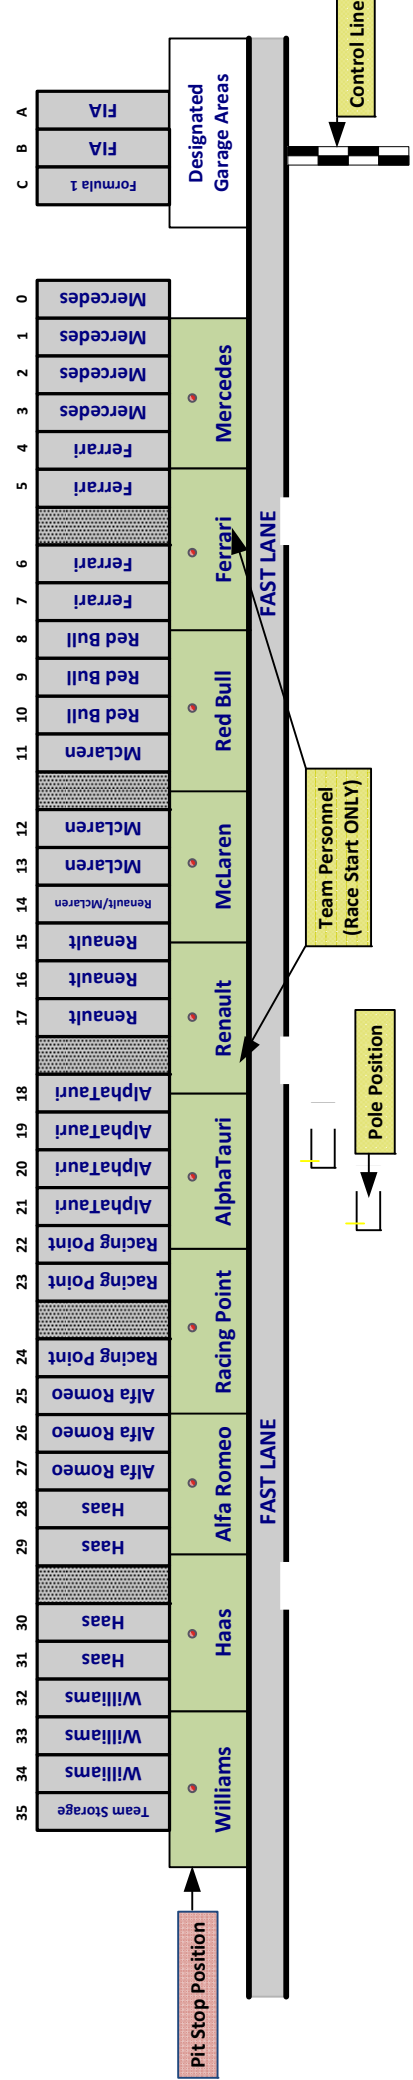 A
B
C
0
1
2
3
4
5
6
7
8
9
10
11
12
13
14
15
16
17
18
19
20
21
22
23
24
25
26
27
28
29
30
31
32
33
34
35
FIA
FIA
Formula 1
Mercedes
Mercedes
Mercedes
Mercedes
Ferrari
Ferrari
Ferrari
Ferrari
Red Bull
Red Bull
Red Bull
McLaren
McLaren
McLaren
Renault/McLaren
Renault
Renault
Renault
AlphaTauri
AlphaTauri
AlphaTauri
AlphaTauri
Racing Point
Racing Point
Racing Point
Alfa Romeo
Alfa Romeo
Alfa Romeo
Haas
Haas
Haas
Haas
Williams
Williams
Williams
Team Storage
Designated
Garage Areas
Mercedes
Ferrari
Red Bull
McLaren
Renault
AlphaTauri
Racing Point
Alfa Romeo
Haas
Williams
FAST LANE
FAST LANE
Control Line
Team Personnel
(Race Start ONLY)
Pole Position
Pit Stop Position